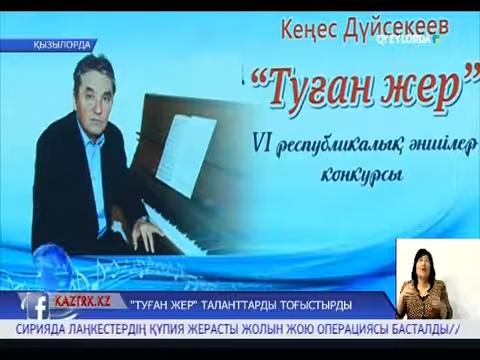 ҚЫЗЫЛОРДА
QYZYLORDA
Кеңес Дүйсекеев
“Туған жер”
VI республикалық әншілер
конкурсы
KAZTRK.KZ
"ТУҒАН ЖЕР" ТАЛАНТТАРДЫ ТОҒЫСТЫРДЫ
СИРИЯДА ЛАҢКЕСТЕРДІҢ ҚҰПИЯ ЖЕРАСТЫ ЖОЛЫН ЖОЮ ОПЕРАЦИЯСЫ БАСТАЛДЫ//